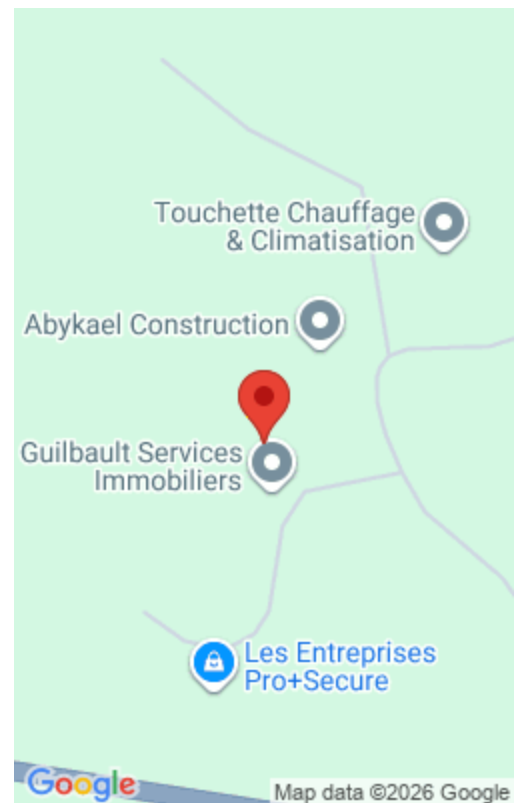 Touchette Chauffage
& Climatisation
Abykael Construction
Guilbault Services
Immobiliers
Les Entreprises
Pro+Secure
Google
Map data ©2026 Google